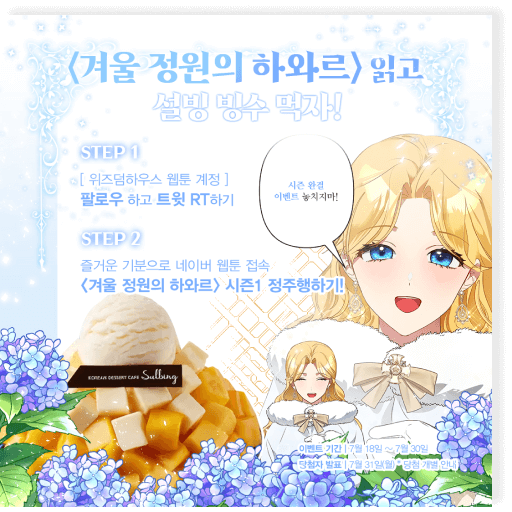 <겨울 정원의 하와르> 읽고
설빙 빙수 먹자!
STEP 1
[ 위즈덤하우스 웹툰 계정 ]
팔로우 하고 트윗 RT하기
시즌 완결
이벤트 놓치지마!
STEP 2
즐거운 기분으로 네이버 웹툰 접속
<겨울 정원의 하와르> 시즌1 정주행하기!
KOREAN DESSERT CAFE Sulbing
이벤트 기간 | 7월 18일 ~ 7월 30일
당첨자 발표 | 7월 31일(월) * 당첨 개별 안내